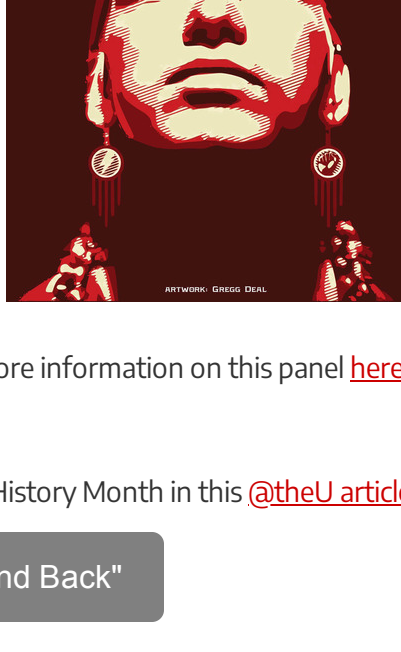 ARTWORK: GREGG DEAL
ore information on this panel here
History Month in this @theU article
nd Back"